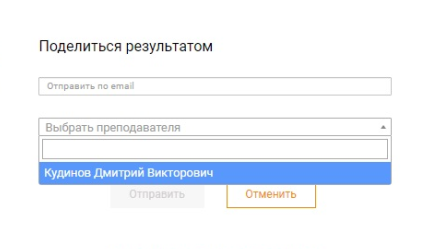 Поделиться результатом
Отправить по email
Выбрать преподавателя
Кудинов Дмитрий Викторович
Отправить
Отменить